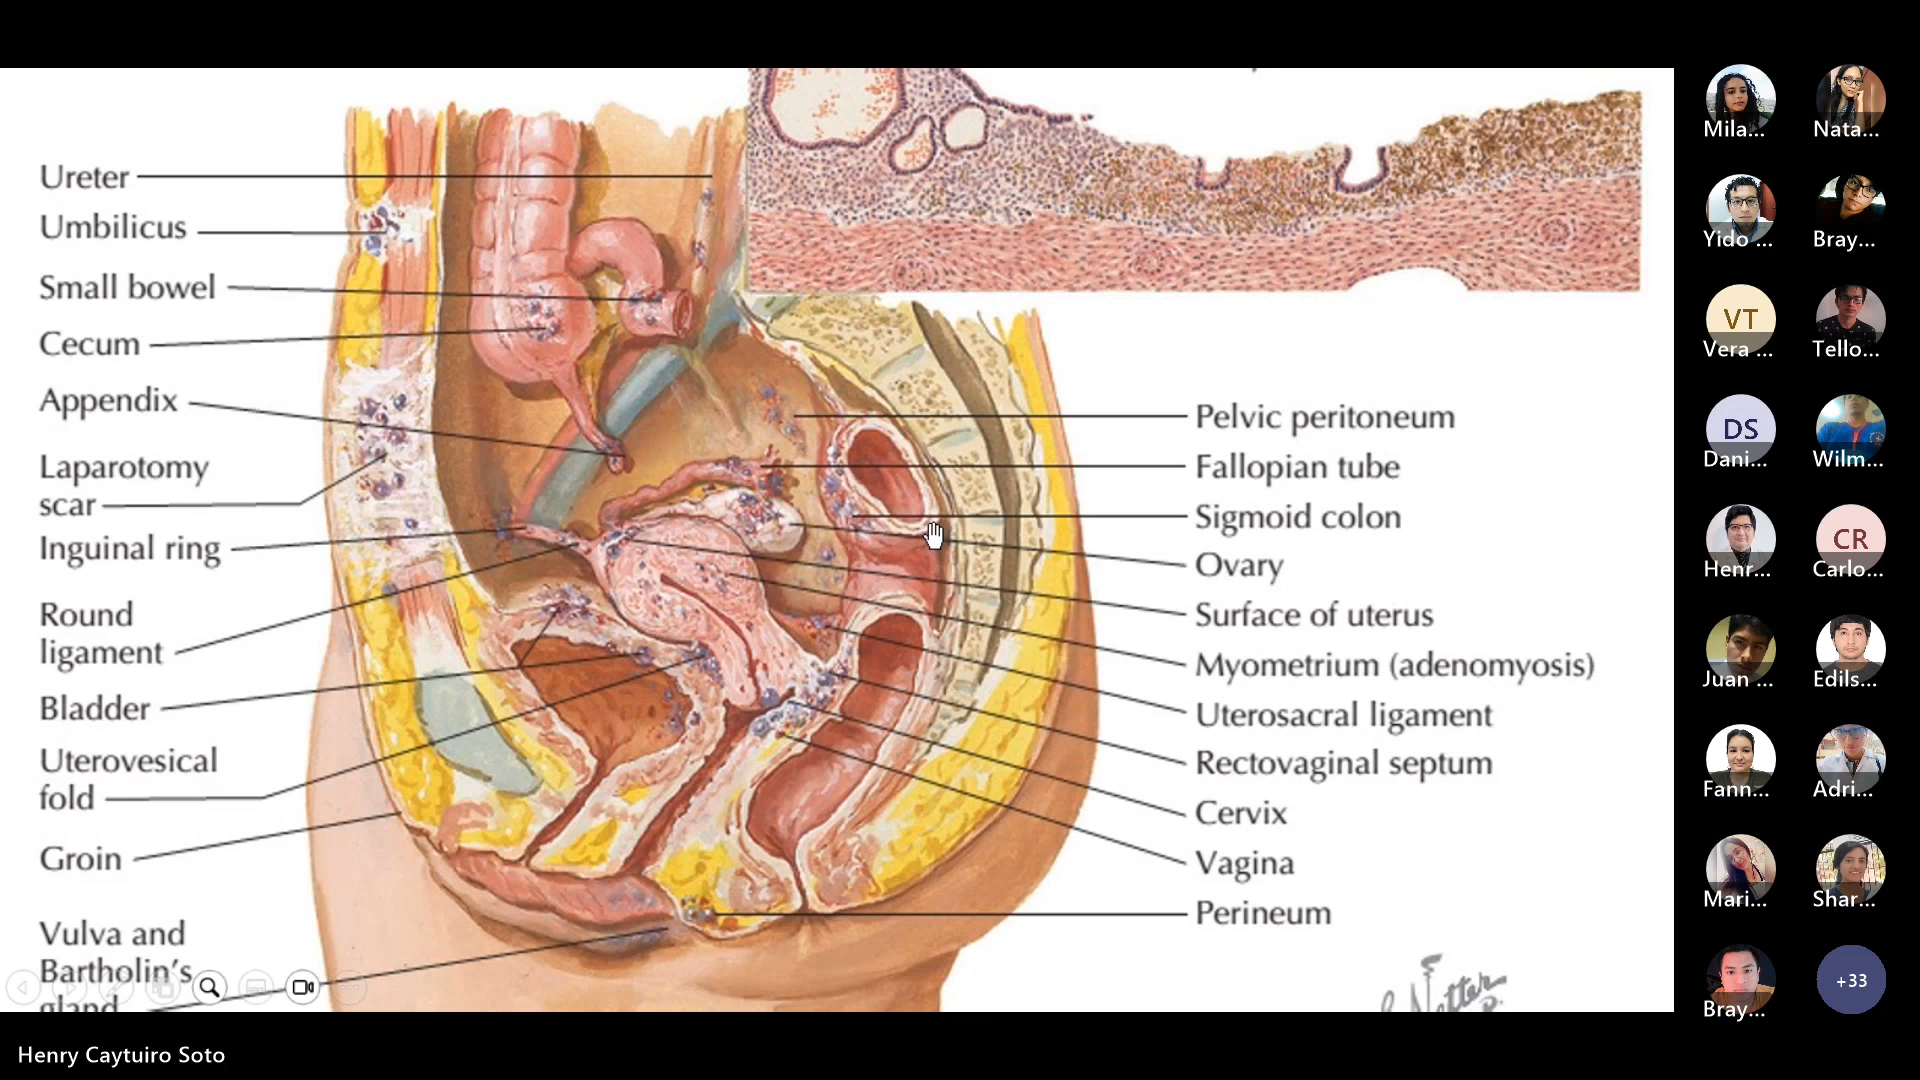 Ureter
Umbilicus
Small bowel
Cecum
Appendix
Laparotomy
scar
Inguinal ring
Round
ligament
Bladder
Uterovesical
fold
Groin
Vulva and
Bartholin's
gland
Pelvic peritoneum
Fallopian tube
Sigmoid colon
Ovary
Surface of uterus
Myometrium (adenomyosis)
Uterosacral ligament
Rectovaginal septum
Cervix
Vagina
Perineum
Netter
Mila...
Nata...
Yido ...
Bray...
VT
Vera ...
Tello...
DS
Dani...
Wilm...
Henr...
CR
Carlo...
Juan ...
Edils...
Fann...
Adri...
Mari...
Shar...
Bray...
+33
Henry Caytuiro Soto